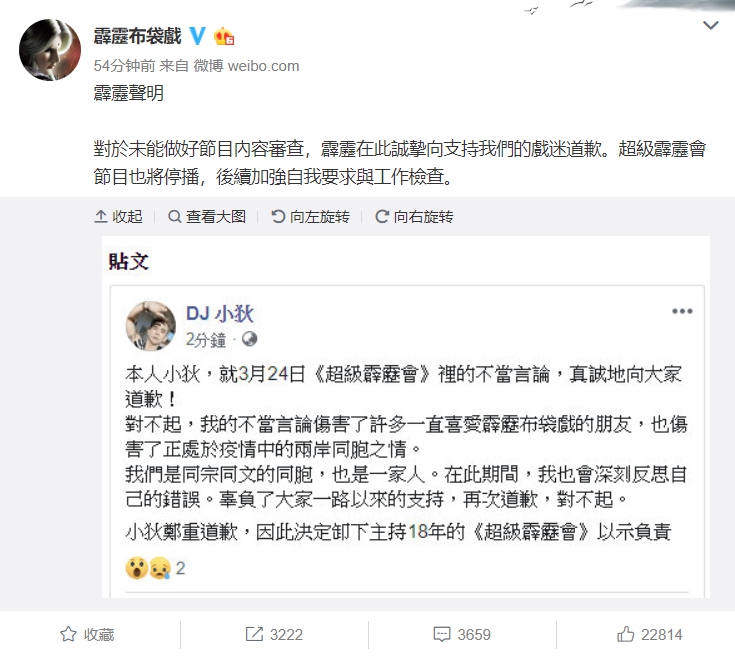 霹靂布袋戲
54分钟前 来自 微博 weibo.com
霹靂聲明
對於未能做好節目內容審查，霹靂在此誠摯向支持我們的戲迷道歉。超級霹靂會
節目也將停播，後續加強自我要求與工作檢查。
收起 查看大图 向左旋转 向右旋转
貼文
DJ 小狄
2分鐘 ·
本人小狄，就3月24日《超級霹靂會》裡的不當言論，真誠地向大家
道歉！
對不起，我的不當言論傷害了許多一直喜愛霹靂布袋戲的朋友，也傷
害了正處於疫情中的兩岸同胞之情。
我們是同宗同文的同胞，也是一家人。在此期間，我也會深刻反思自
己的錯誤。辜負了大家一路以來的支持，再次道歉，對不起。
小狄鄭重道歉，因此決定卸下主持18年的《超級霹靂會》以示負責
2
收藏 3222 3659 22814